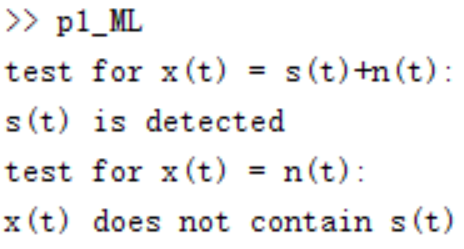 >> p1_ML
test for x(t) = s(t)+n(t):
s(t) is detected
test for x(t) = n(t):
x(t) does not contain s(t)